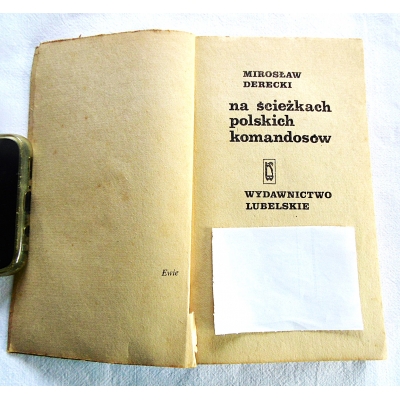 Ewie
MIROSŁAW
DERECKI
na ścieżkach
polskich
komandosów
WYDAWNICTWO
LUBELSKIE